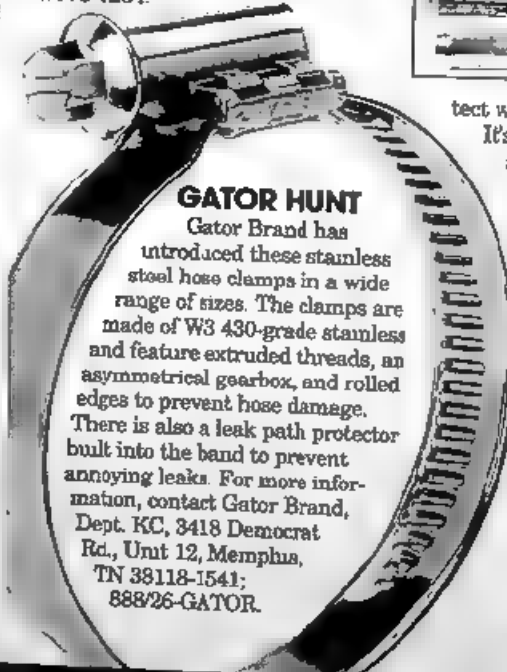 GATOR HUNT
Gator Brand has
introduced these stainless
steel hose clamps in a wide
range of sizes. The clamps are
made of W3 430-grade stainless
and feature extruded threads, an
asymmetrical gearbox, and rolled
edges to prevent hose damage.
There is also a leak path protector
built into the band to prevent
annoying leaks. For more infor-
mation, contact Gator Brand,
Dept. KC, 3418 Democrat
Rd., Unit 12, Memphis,
TN 38118-1541;
888/26-GATOR.
tect
It's